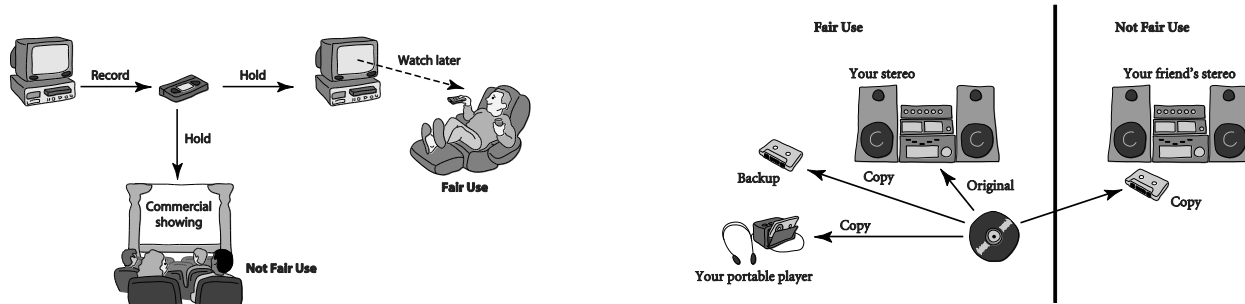 Record
Hold
Watch later
Hold
Fair Use
Commercial
showing
Not Fair Use
Fair Use
Not Fair Use
Your stereo
Your friend's stereo
Backup
Copy
Original
Copy
Copy
Your portable player